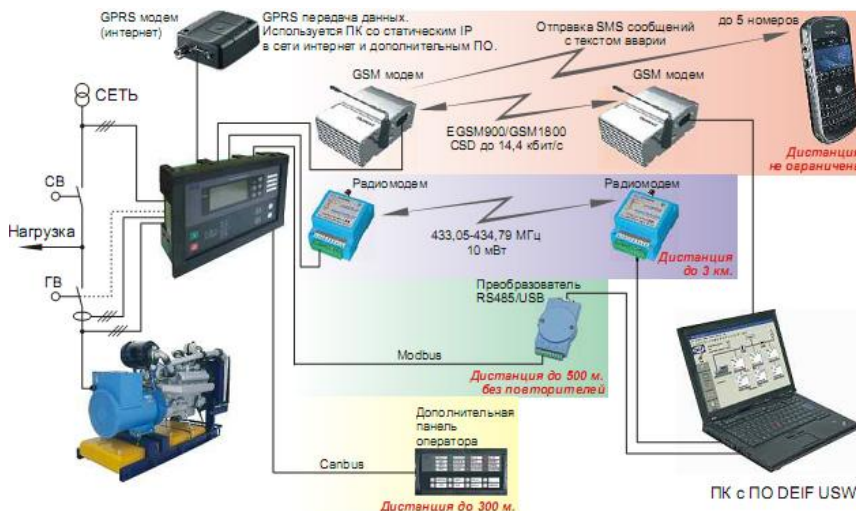 GPRS модем
(интернет)
GPRS передача данных.
Используется ПК со статическим IP
в сети интернет и дополнительным ПО.
Отправка SMS сообщений
с текстом аварии
до 5 номеров
GSM модем
GSM модем
EGSM900/GSM1800
CSD до 14,4 кбит/с
Дистанция
не ограничен
СЕТЬ
СВ
Нагрузка
ГВ
Радиомодем
Радиомодем
433,05-434,79 МГц
10 мВт
Дистанция
до 3 км.
Преобразователь
RS485/USB
Modbus
Дистанция до 500 м.
без повторителей
Дополнительная
панель
оператора
Canbus
Дистанция до 300 м.
ПК с ПО DEIF USW